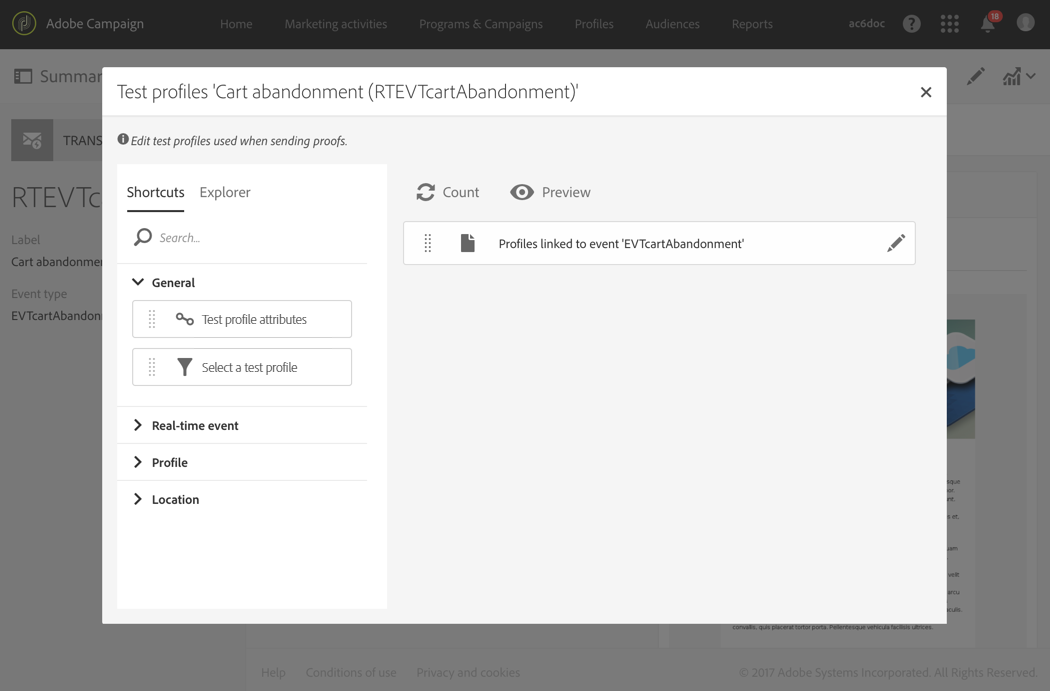 Adobe Campaign
Home
Marketing activities
Programs & Campaigns
Profiles
Audiences
Reports
ac6doc
?
18
Summar
Test profiles 'Cart abandonment (RTEVTcartAbandonment)'
Edit test profiles used when sending proofs.
TRANS
RTEVTc
Label
Cart abandonmen
Event type
EVTcartAbandonn
Shortcuts
Explorer
Search...
General
Test profile attributes
Select a test profile
Real-time event
Profile
Location
Count
Preview
Profiles linked to event 'EVTcartAbandonment'
convallis, quis placerat tortor porta. Pellentesque vehicula facilisis ultrices.
Help
Conditions of use
Privacy and cookies
© 2017 Adobe Systems Incorporated. All Rights Reserved.